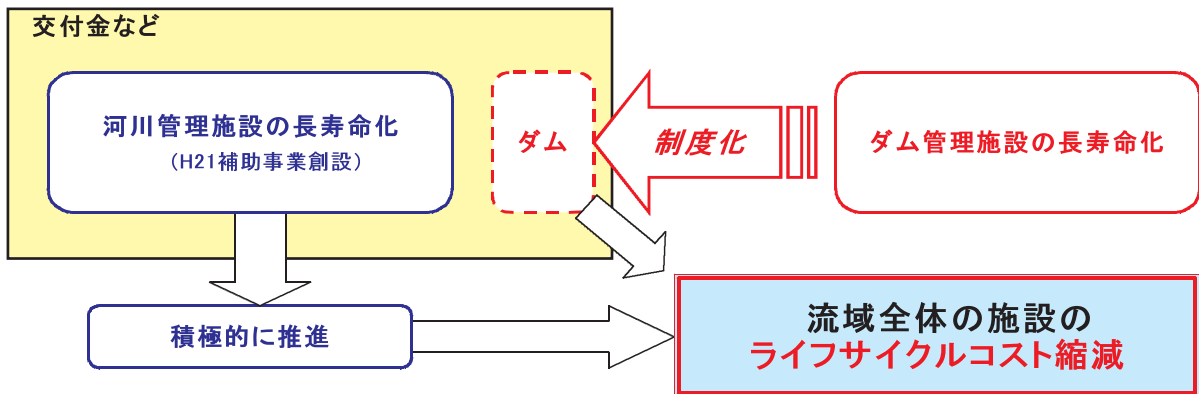 交付金など
河川管理施設の長寿命化
(H21補助事業創設)
ダム
制度化
ダム管理施設の長寿命化
積極的に推進
流域全体の施設の
ライフサイクルコスト縮減